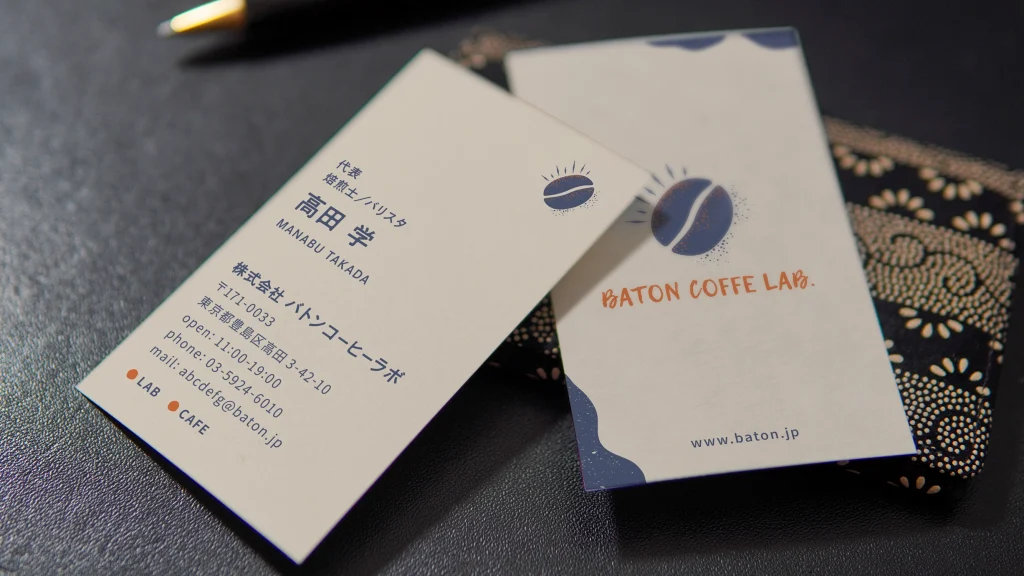 代表
焙煎士/バリスタ
高田 学
MANABU TAKADA
株式会社 バトンコーヒーラボ
〒171-0033
東京都豊島区高田 3-42-10
open: 11:00-19:00
phone: 03-5924-6010
mail: abcdefg@baton.jp
LAB CAFE
BATON COFFE LAB.
www.baton.jp